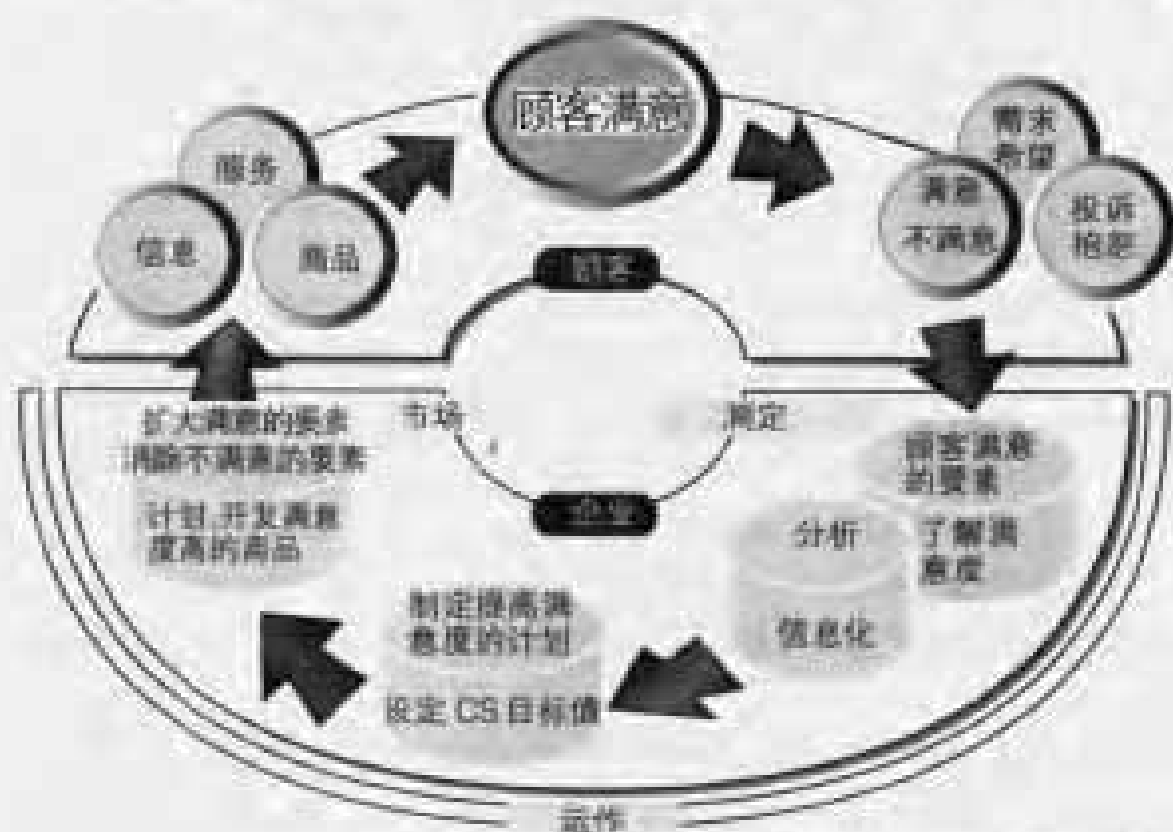 顾客满意
服务
信息
商品
需求
希望
满意
不满意
投诉
抱怨
顾客
市场
测定
企业
扩大满意的要素
消除不满意的要素
计划、开发满意
度高的商品
顾客满意
的要素
了解满
意度
分析
信息化
制定提高满
意度的计划
设定CS目标值
运作